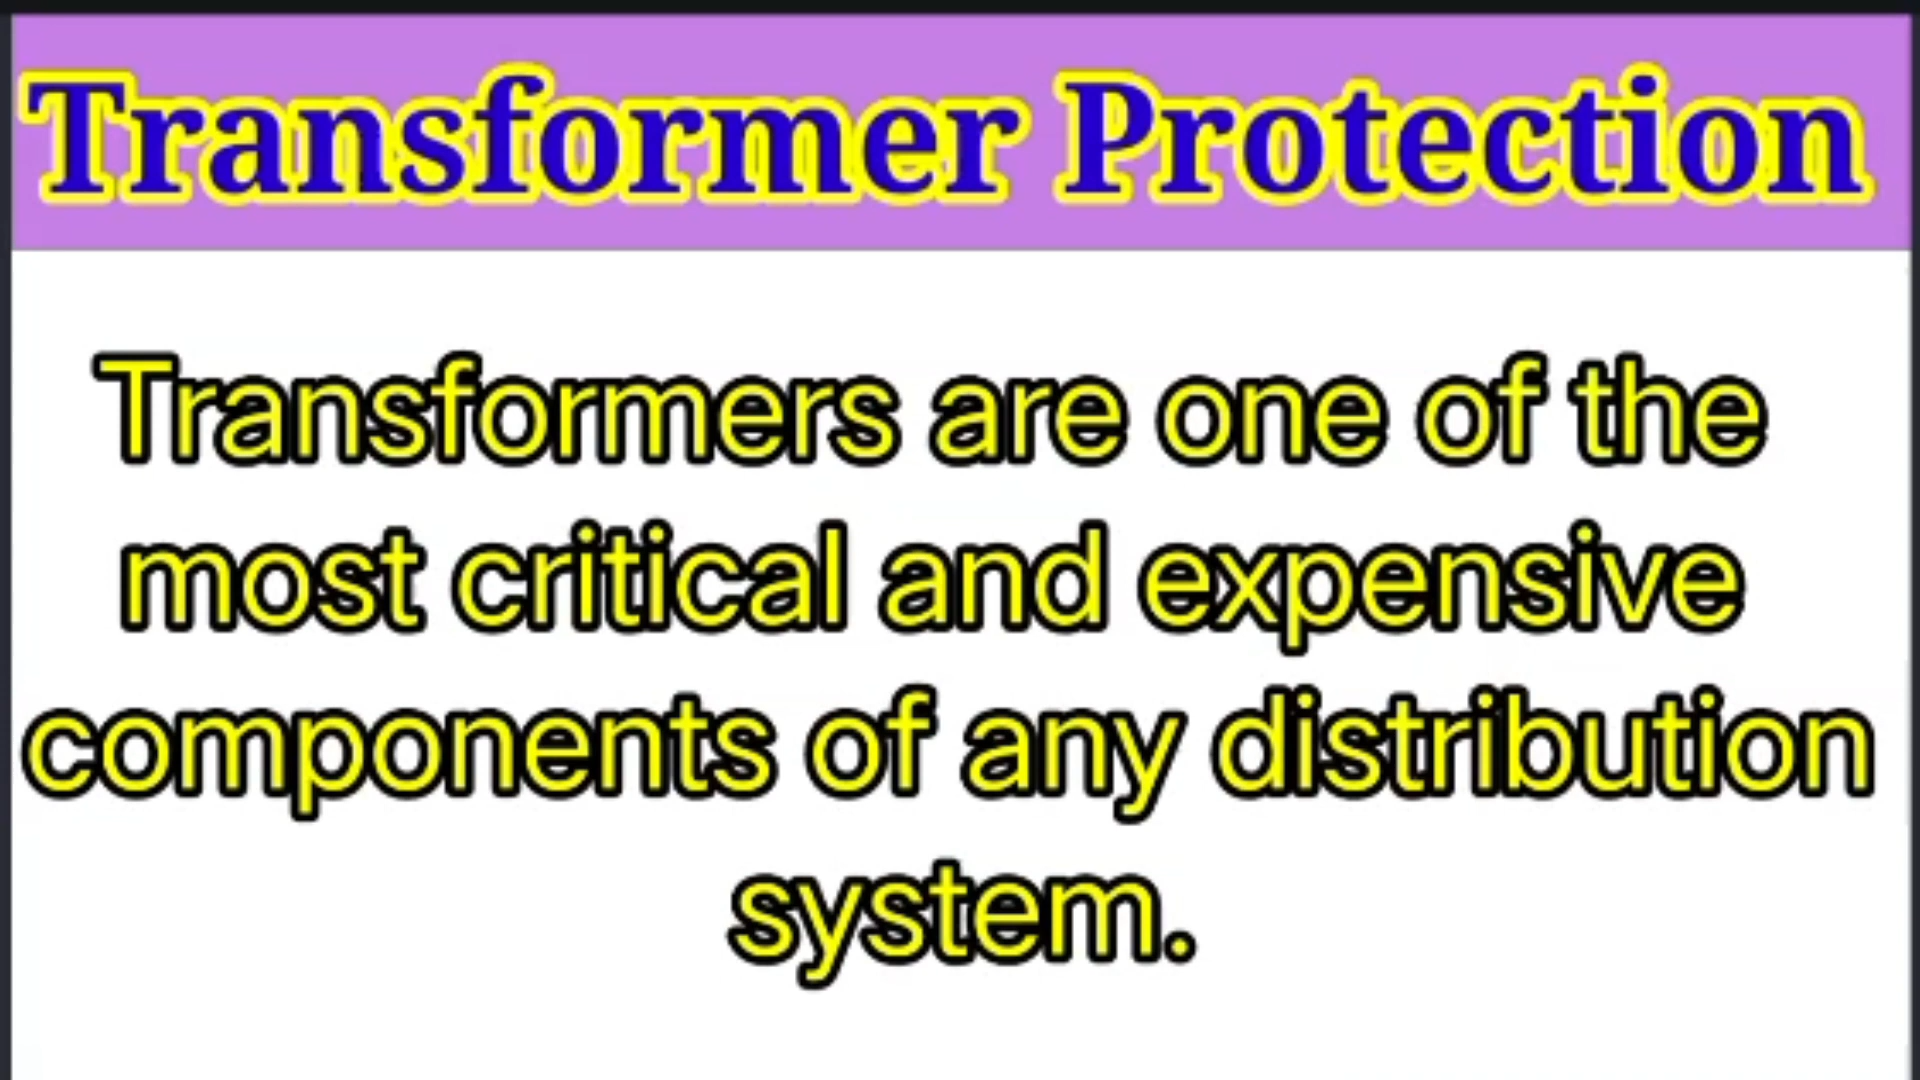 Transformer Protection
Transformers are one of the
most critical and expensive
components of any distribution
system.